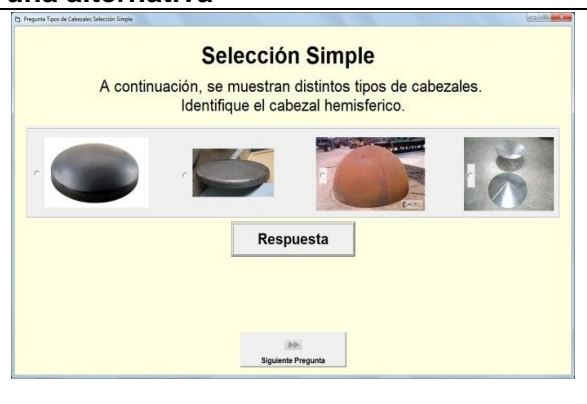 una alternativa
Pregunta Tipos de Cabezales Selección Simple
Selección Simple
A continuación, se muestran distintos tipos de cabezales.
Identifique el cabezal hemisferico.
Respuesta
Siguiente Pregunta